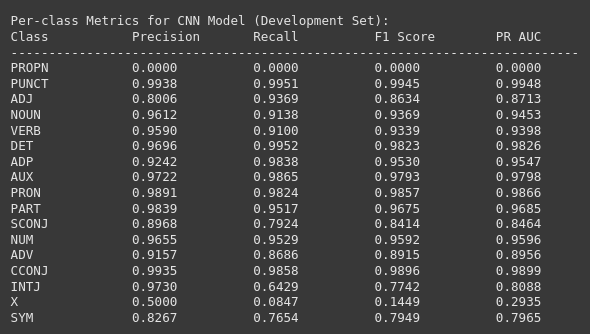 Per-class Metrics for CNN Model (Development Set):
Class Precision Recall F1 Score PR AUC
---------------------------------------------------------------------------
PROPN 0.0000 0.0000 0.0000 0.0000
PUNCT 0.9938 0.9951 0.9945 0.9948
ADJ 0.8006 0.9369 0.8634 0.8713
NOUN 0.9612 0.9138 0.9369 0.9453
VERB 0.9590 0.9100 0.9339 0.9398
DET 0.9696 0.9952 0.9823 0.9826
ADP 0.9242 0.9838 0.9530 0.9547
AUX 0.9722 0.9865 0.9793 0.9798
PRON 0.9891 0.9824 0.9857 0.9866
PART 0.9839 0.9517 0.9675 0.9685
SCONJ 0.8968 0.7924 0.8414 0.8464
NUM 0.9655 0.9529 0.9592 0.9596
ADV 0.9157 0.8686 0.8915 0.8956
CCONJ 0.9935 0.9858 0.9896 0.9899
INTJ 0.9730 0.6429 0.7742 0.8088
X 0.5000 0.0847 0.1449 0.2935
SYM 0.8267 0.7654 0.7949 0.7965